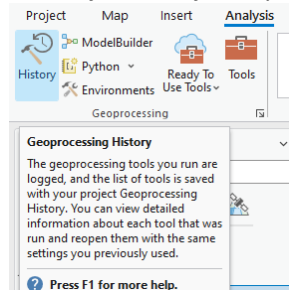 Project Map Insert Analysis
ModelBuilder
Python
Environments
History
Ready To
Use Tools
Tools
Geoprocessing
Geoprocessing History
The geoprocessing tools you run are
logged, and the list of tools is saved
with your project Geoprocessing
History. You can view detailed
information about each tool that was
run and reopen them with the same
settings you previously used.
Press F1 for more help.